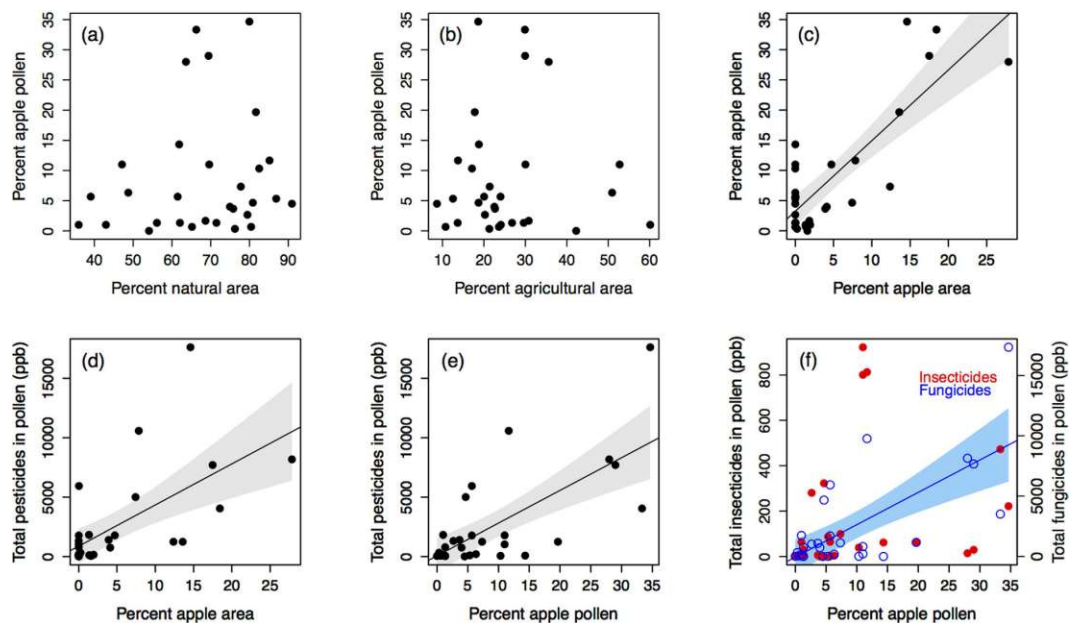 (a)
Percent apple pollen
0 5 10 15 20 25 30 35
40 50 60 70 80 90
Percent natural area
(b)
Percent apple pollen
0 5 10 15 20 25 30 35
10 20 30 40 50 60
Percent agricultural area
(c)
Percent apple pollen
0 5 10 15 20 25 30 35
0 5 10 15 20 25
Percent apple area
(d)
Total pesticides in pollen (ppb)
0 5000 10000 15000
0 5 10 15 20 25
Percent apple area
(e)
Total pesticides in pollen (ppb)
0 5000 10000 15000
0 5 10 15 20 25 30 35
Percent apple pollen
(f)
Insecticides
Fungicides
Total insecticides in pollen (ppb)
0 200 400 600 800
0 5 10 15 20 25 30 35
Percent apple pollen
0 5000 10000 15000
Total fungicides in pollen (ppb)